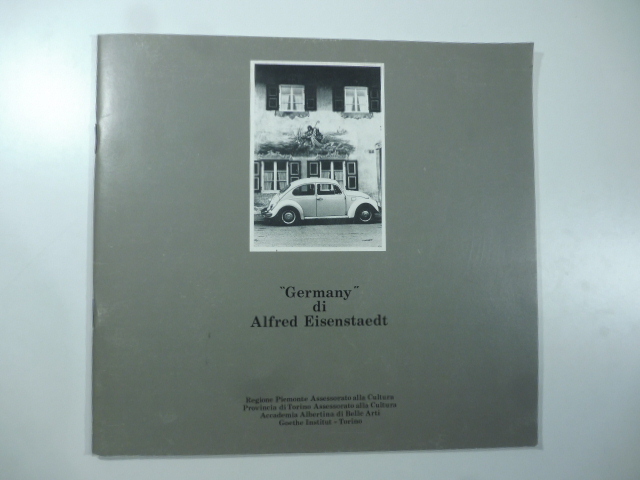 "Germany"
di
Alfred Eisenstaedt
Regione Piemonte Assessorato alla Cultura
Provincia di Torino Assessorato alla Cultura
Accademia Albertina di Belle Arti
Goethe Institut - Torino